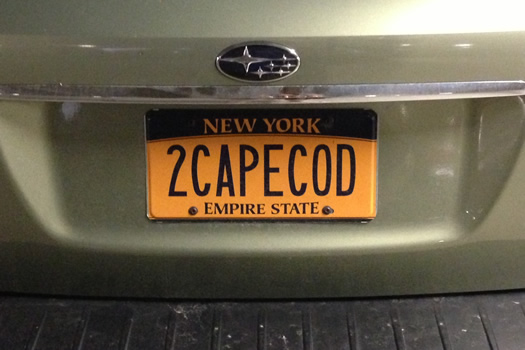 NEW YORK
2CAPECOD
EMPIRE STATE